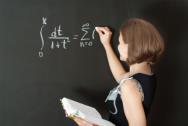 ∫₀ˣ dt/(1+t²) = ∑ₙ₌₀^∞ (